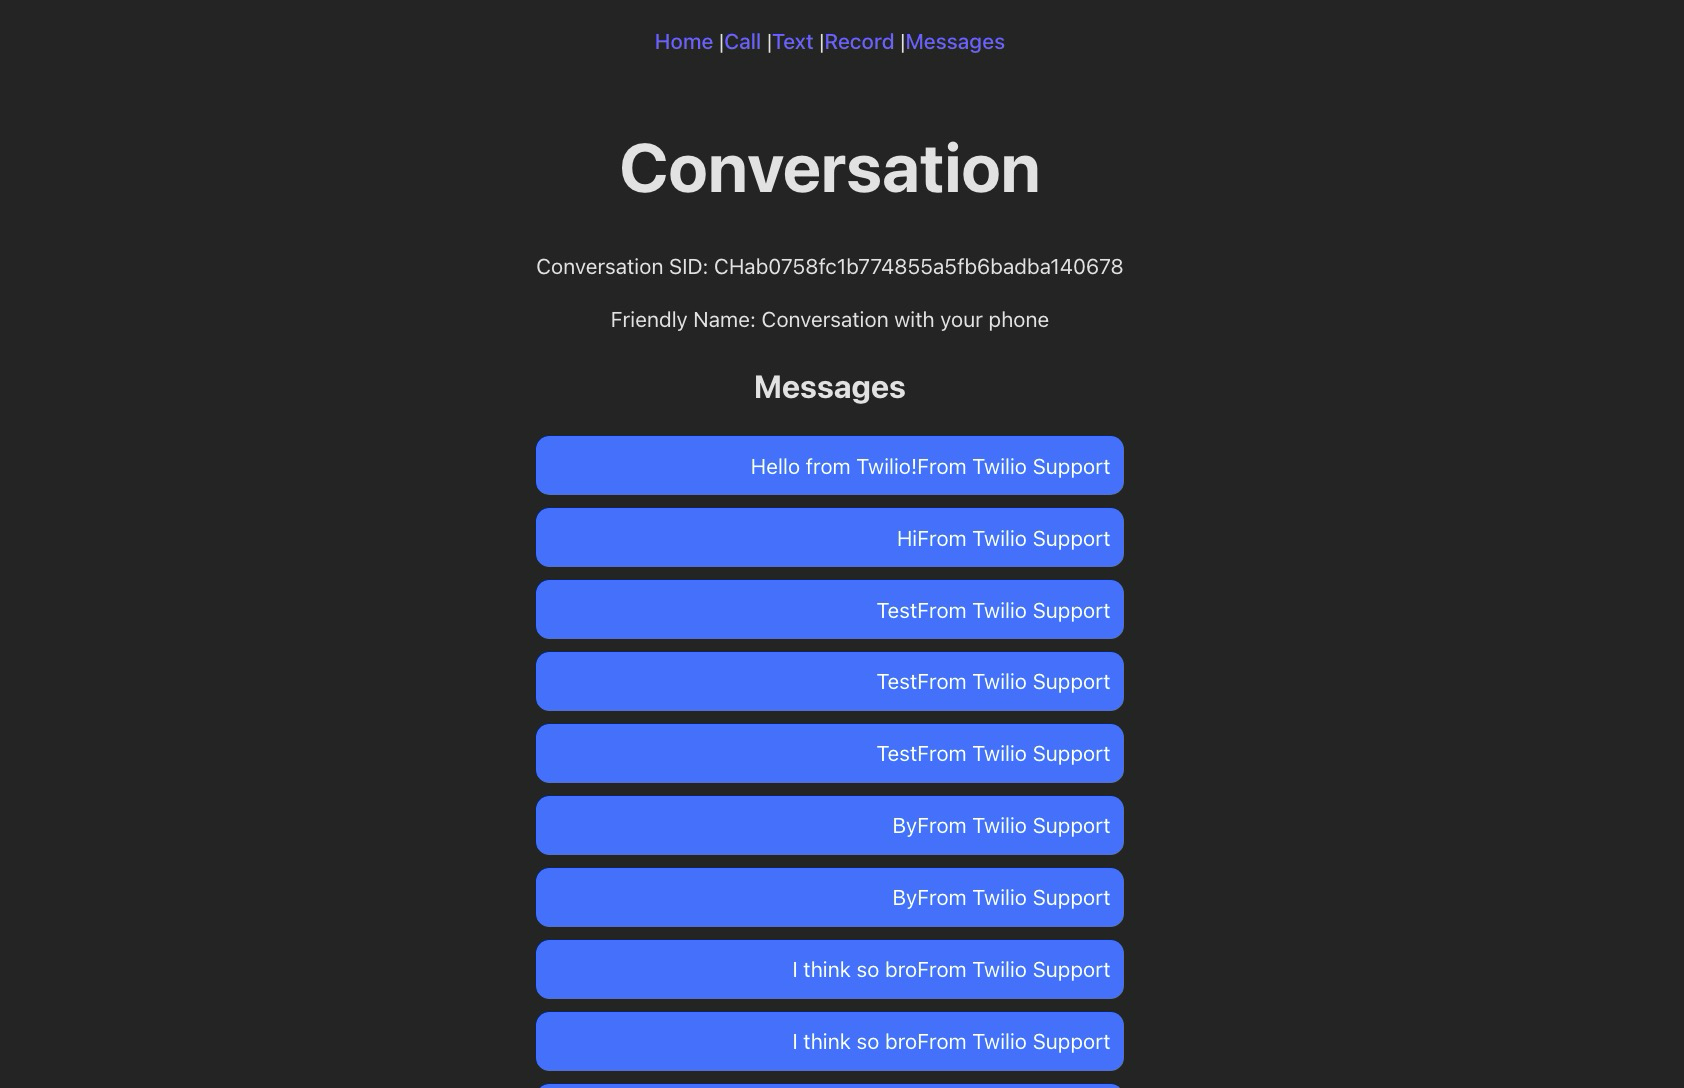 Home |Call |Text |Record |Messages
Conversation
Conversation SID: CHab0758fc1b774855a5fb6badba140678
Friendly Name: Conversation with your phone
Messages
Hello from Twilio!From Twilio Support
HiFrom Twilio Support
TestFrom Twilio Support
TestFrom Twilio Support
TestFrom Twilio Support
ByFrom Twilio Support
ByFrom Twilio Support
I think so broFrom Twilio Support
I think so broFrom Twilio Support